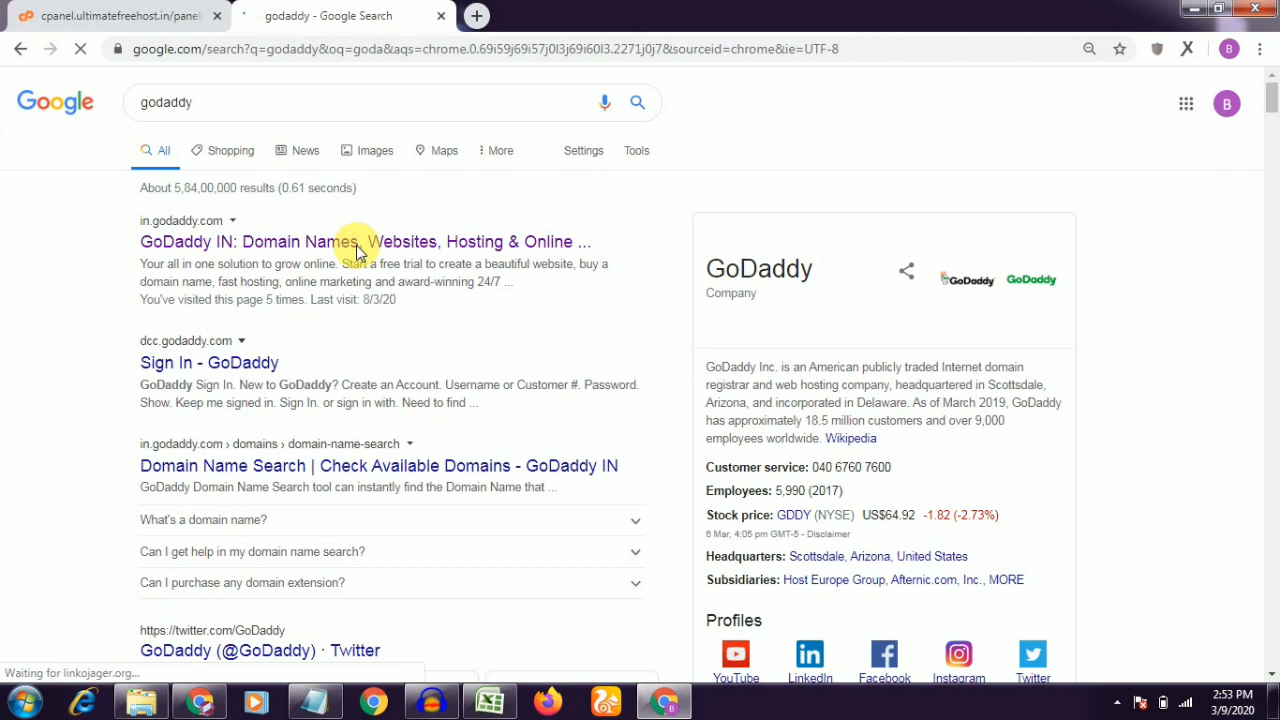 cpanel.ultimatefreehost.in/panel
godaddy - Google Search
google.com/search?q=godaddy&oq=goda&aqs=chrome.0.69i59j69i57j0l3j69i60l3.2271j0j7&sourceid=chrome&ie=UTF-8
B
Google
godaddy
B
All
Shopping
News
Images
Maps
More
Settings
Tools
About 5,84,00,000 results (0.61 seconds)
in.godaddy.com
GoDaddy IN: Domain Names, Websites, Hosting & Online ...
Your all in one solution to grow online. Start a free trial to create a beautiful website, buy a
domain name, fast hosting, online marketing and award-winning 24/7 ...
You've visited this page 5 times. Last visit: 8/3/20
dcc.godaddy.com
Sign In - GoDaddy
GoDaddy Sign In. New to GoDaddy? Create an Account. Username or Customer #. Password.
Show. Keep me signed in. Sign In. or sign in with. Need to find ...
in.godaddy.com › domains › domain-name-search
Domain Name Search | Check Available Domains - GoDaddy IN
GoDaddy Domain Name Search tool can instantly find the Domain Name that ...
What's a domain name?
Can I get help in my domain name search?
Can I purchase any domain extension?
https://twitter.com/GoDaddy
GoDaddy (@GoDaddy) · Twitter
GoDaddy
Company
GoDaddy
GoDaddy
GoDaddy Inc. is an American publicly traded Internet domain
registrar and web hosting company, headquartered in Scottsdale,
Arizona, and incorporated in Delaware. As of March 2019, GoDaddy
has approximately 18.5 million customers and over 9,000
employees worldwide. Wikipedia
Customer service: 040 6760 7600
Employees: 5,990 (2017)
Stock price: GDDY (NYSE) US$64.92 -1.82 (-2.73%)
6 Mar, 4:05 pm GMT-5 - Disclaimer
Headquarters: Scottsdale, Arizona, United States
Subsidiaries: Host Europe Group, Afternic.com, Inc., MORE
Profiles
YouTube
LinkedIn
Facebook
Instagram
Twitter
Waiting for linkojager.org...
2:53 PM
3/9/2020